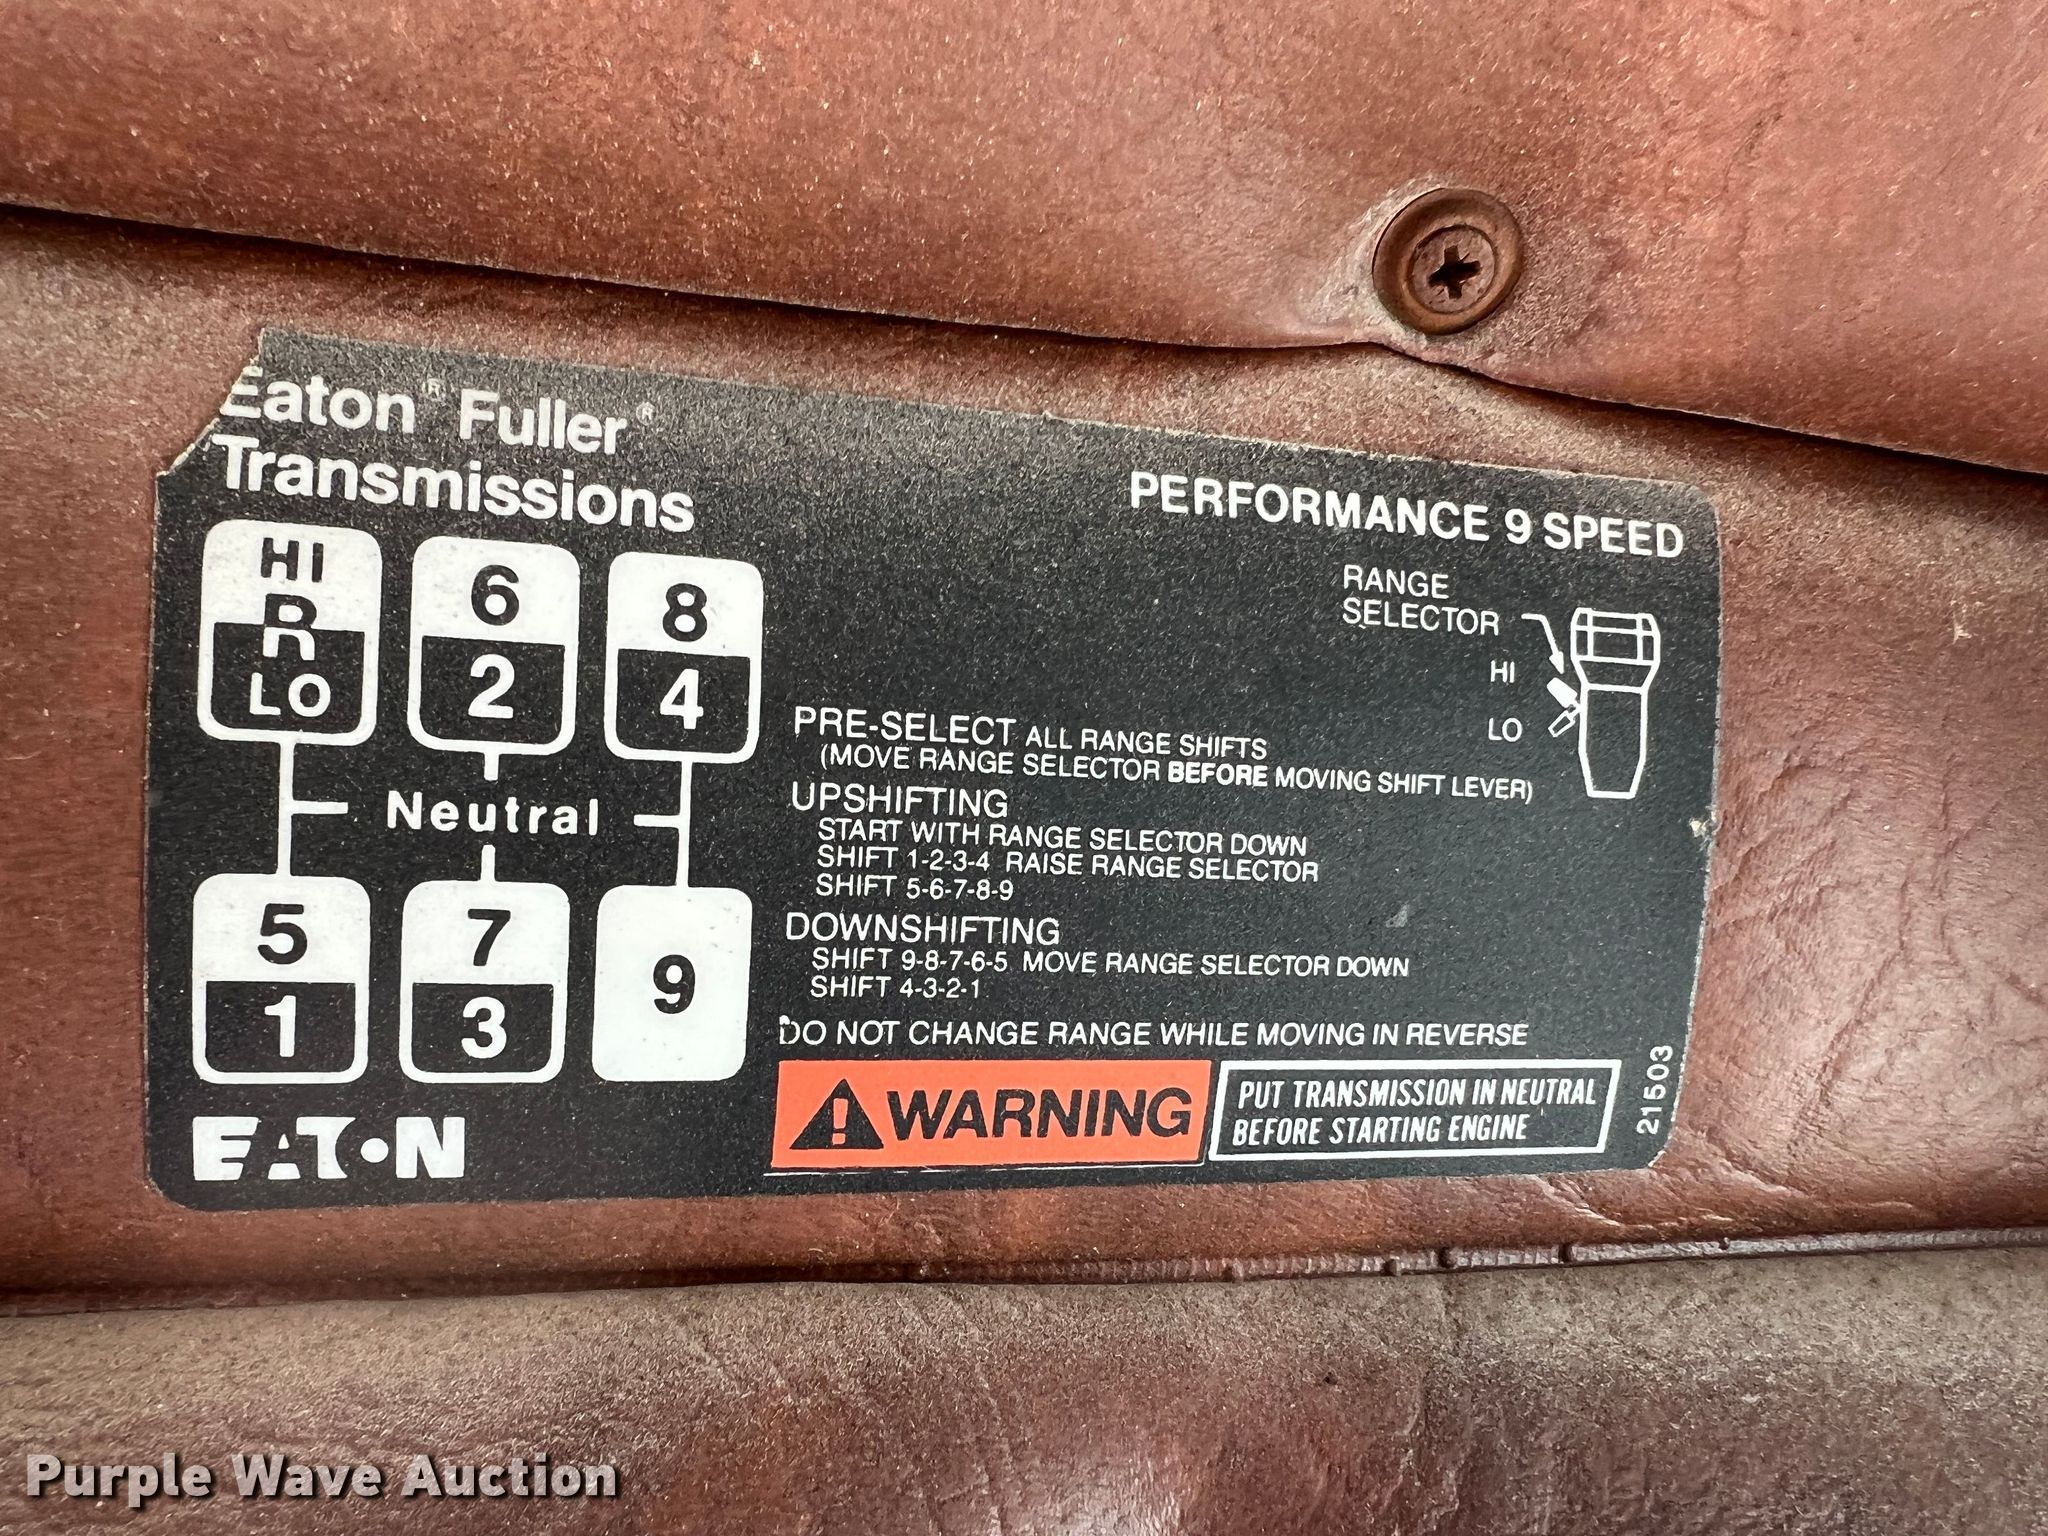 Eaton® Fuller®
Transmissions
PERFORMANCE 9 SPEED
HI
R
LO
6
2
8
4
Neutral
5
1
7
3
9
RANGE
SELECTOR
HI
LO
PRE-SELECT ALL RANGE SHIFTS
(MOVE RANGE SELECTOR BEFORE MOVING SHIFT LEVER)
UPSHIFTING
START WITH RANGE SELECTOR DOWN
SHIFT 1-2-3-4 RAISE RANGE SELECTOR
SHIFT 5-6-7-8-9
DOWNSHIFTING
SHIFT 9-8-7-6-5 MOVE RANGE SELECTOR DOWN
SHIFT 4-3-2-1
DO NOT CHANGE RANGE WHILE MOVING IN REVERSE
EATON
WARNING
PUT TRANSMISSION IN NEUTRAL
BEFORE STARTING ENGINE
21503
Purple Wave Auction